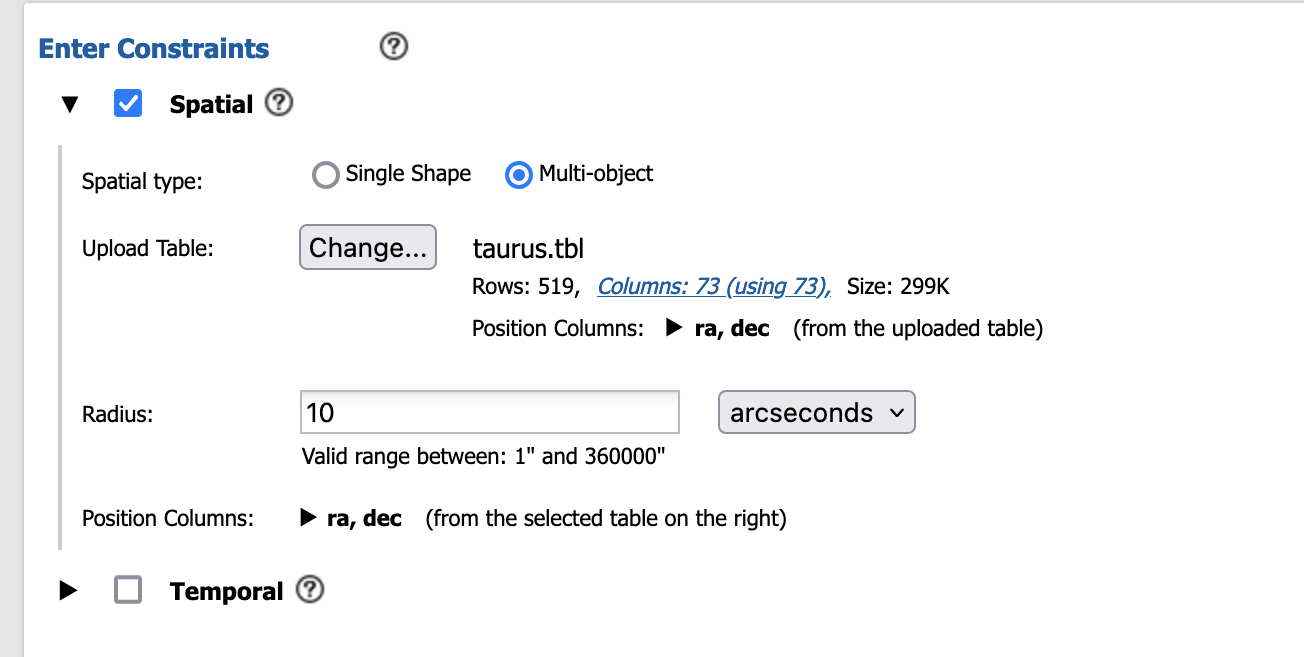 Enter Constraints ?
Spatial ?
Spatial type: Single Shape Multi-object
Upload Table: Change... taurus.tbl
Rows: 519, Columns: 73 (using 73), Size: 299K
Position Columns: ra, dec (from the uploaded table)
Radius: 10 arcseconds
Valid range between: 1" and 360000"
Position Columns: ra, dec (from the selected table on the right)
Temporal ?